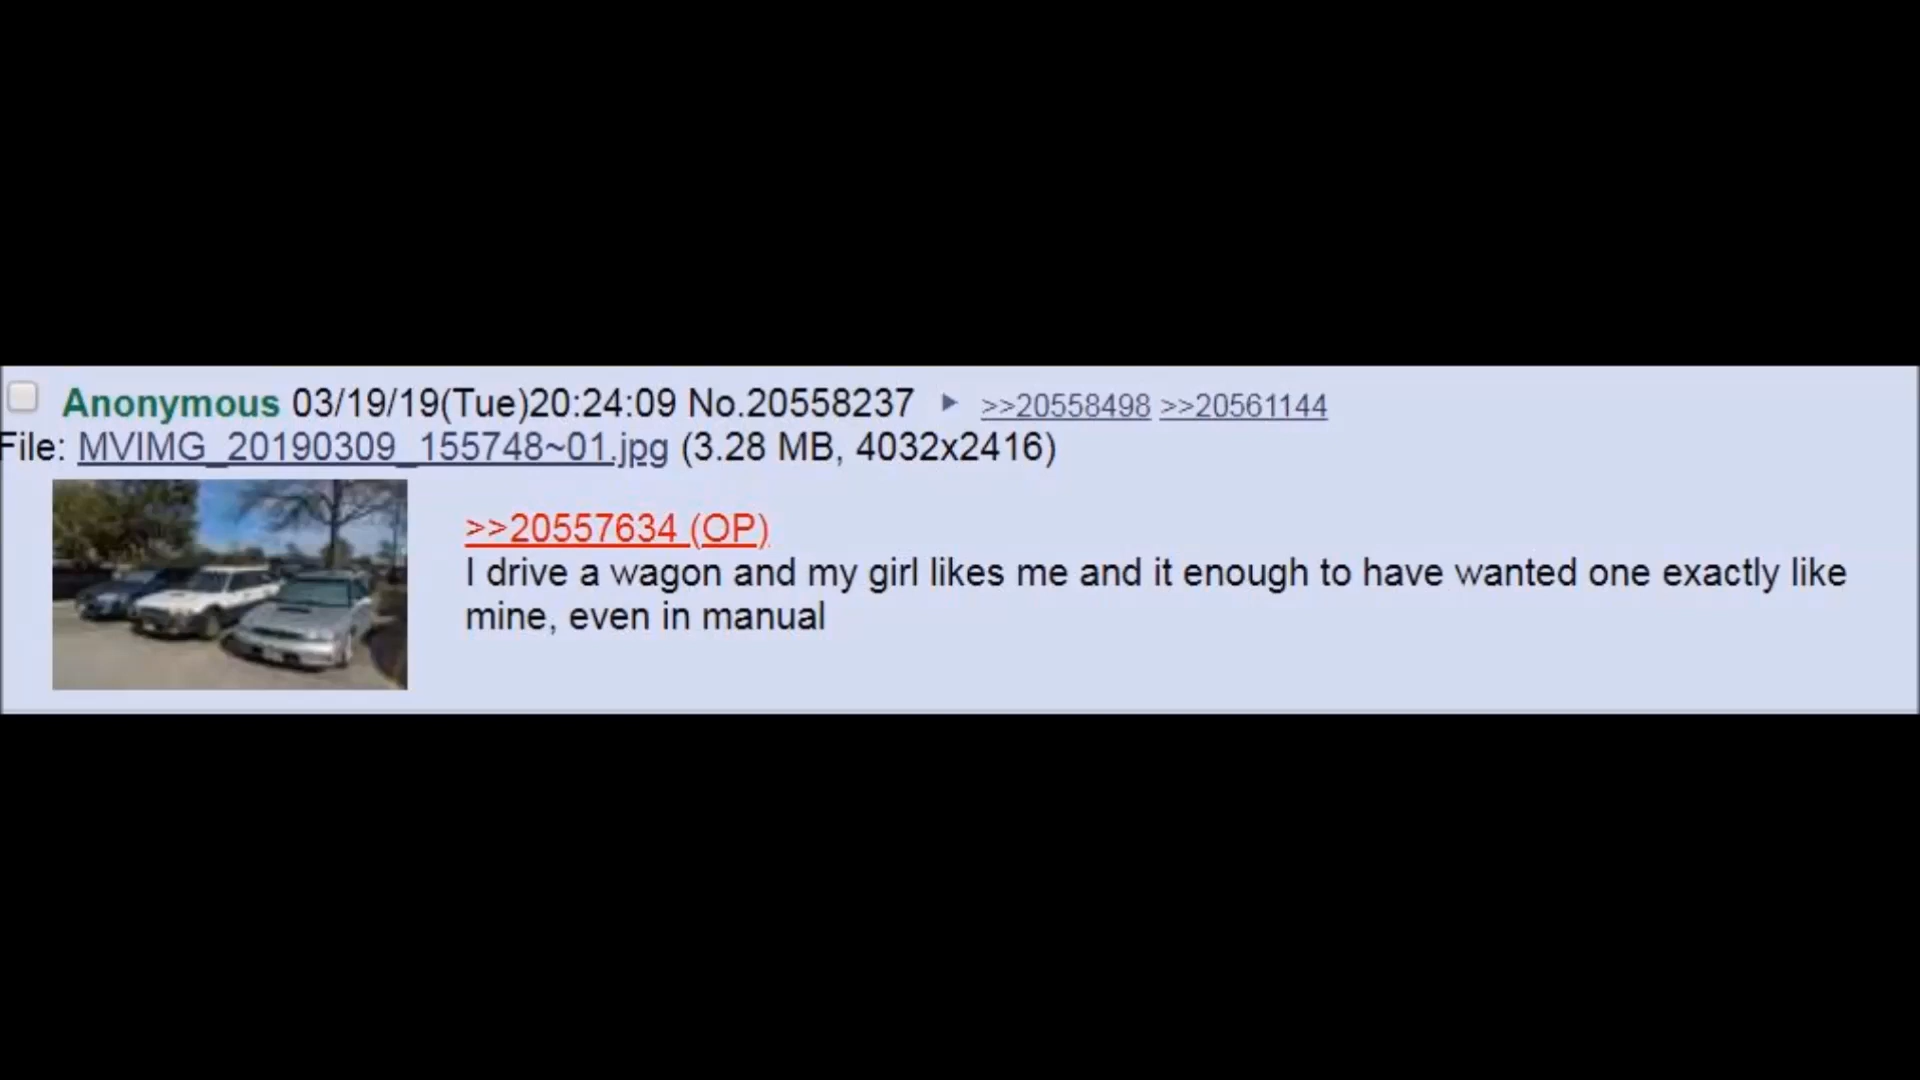 Anonymous 03/19/19(Tue)20:24:09 No.20558237 ▶ >>20558498 >>20561144
File: MVIMG_20190309_155748~01.jpg (3.28 MB, 4032x2416)
>>20557634 (OP)
I drive a wagon and my girl likes me and it enough to have wanted one exactly like
mine, even in manual